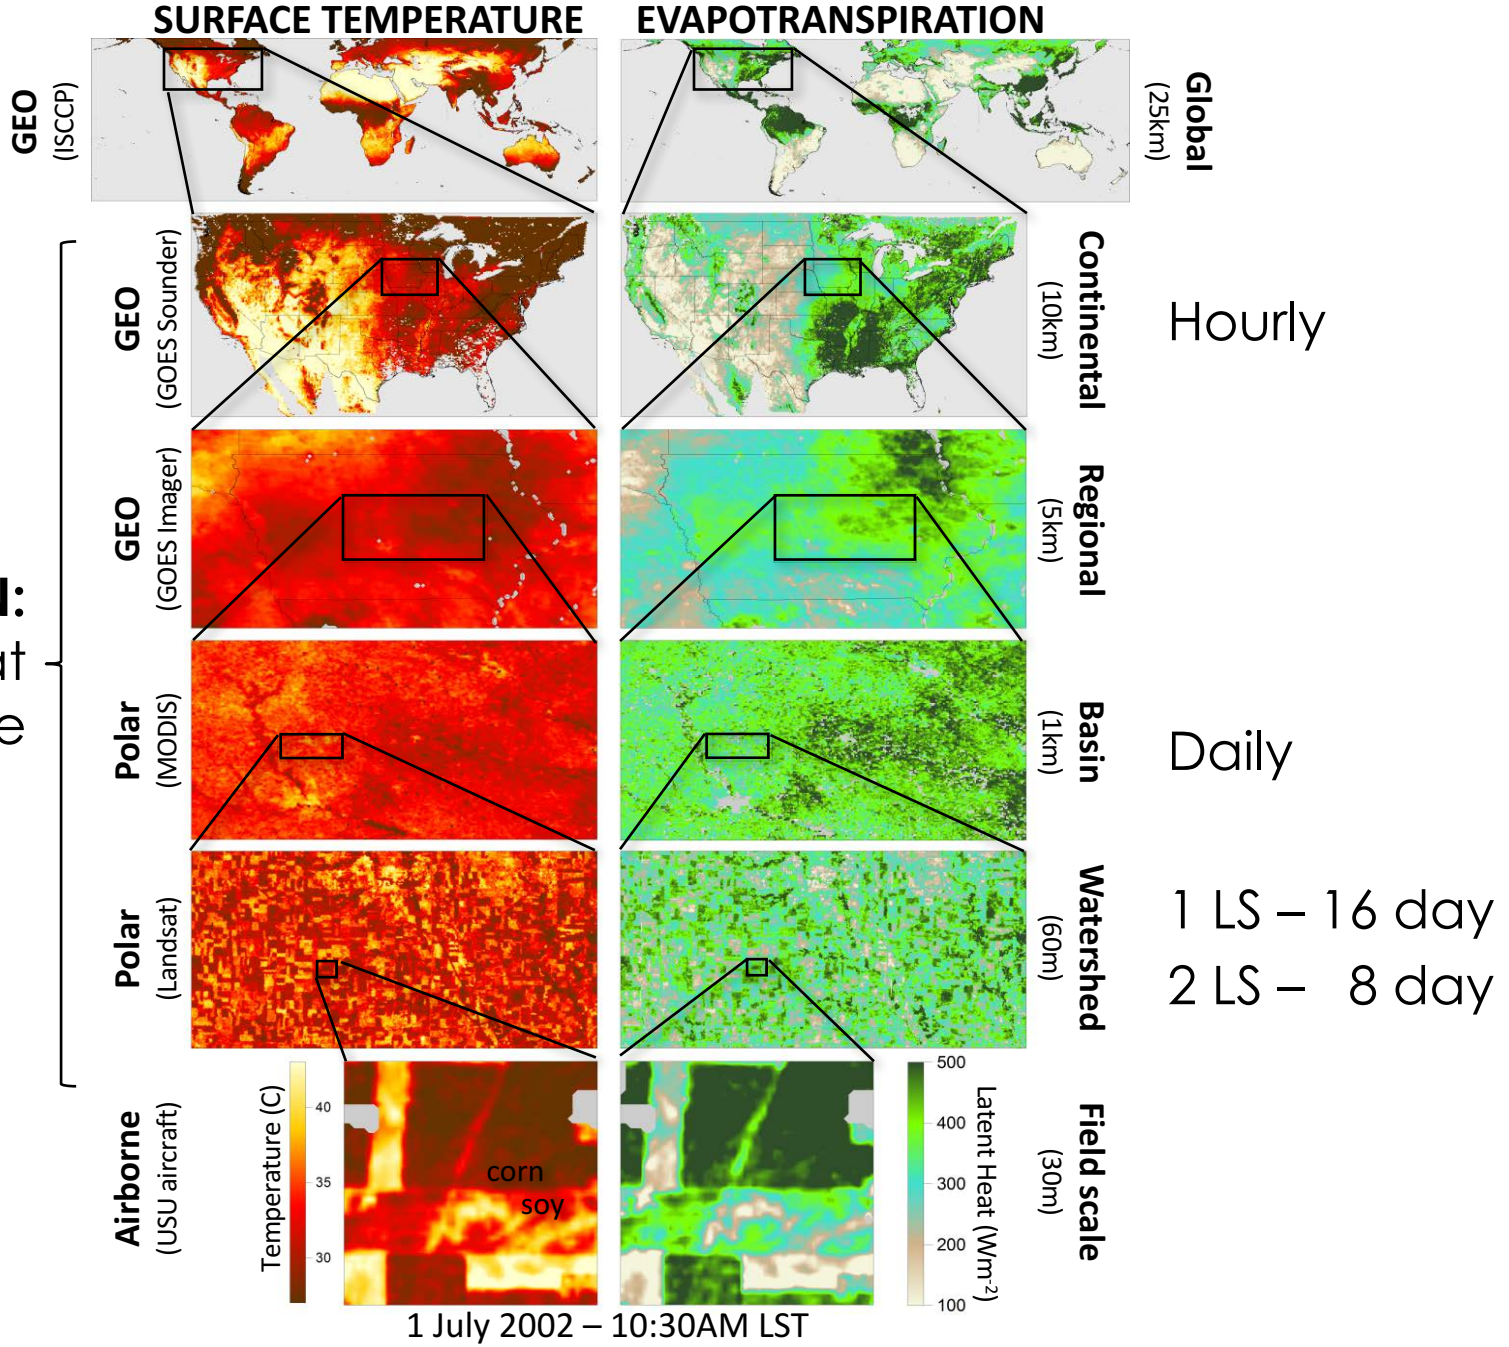 SURFACE TEMPERATURE
EVAPOTRANSPIRATION
GEO
(ISCCP)
Global
(25km)
GEO
(GOES Sounder)
Continental
(10km)
Hourly
GEO
(GOES Imager)
Regional
(5km)
Polar
(MODIS)
Basin
(1km)
Daily
Polar
(Landsat)
Watershed
(60m)
1 LS – 16 day
2 LS – 8 day
Airborne
(USU aircraft)
Temperature (C)
40
35
30
corn
soy
500
400
300
200
100
Latent Heat (Wm-2)
Field scale
(30m)
1 July 2002 – 10:30AM LST